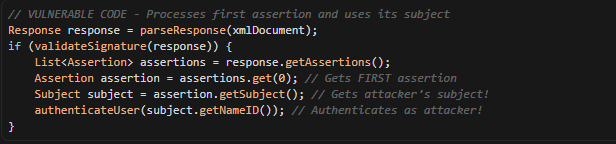 // VULNERABLE CODE - Processes first assertion and uses its subject
Response response = parseResponse(xmlDocument);
if (validateSignature(response)) {
    List<Assertion> assertions = response.getAssertions();
    Assertion assertion = assertions.get(0); // Gets FIRST assertion
    Subject subject = assertion.getSubject(); // Gets attacker's subject!
    authenticateUser(subject.getNameID()); // Authenticates as attacker!
}